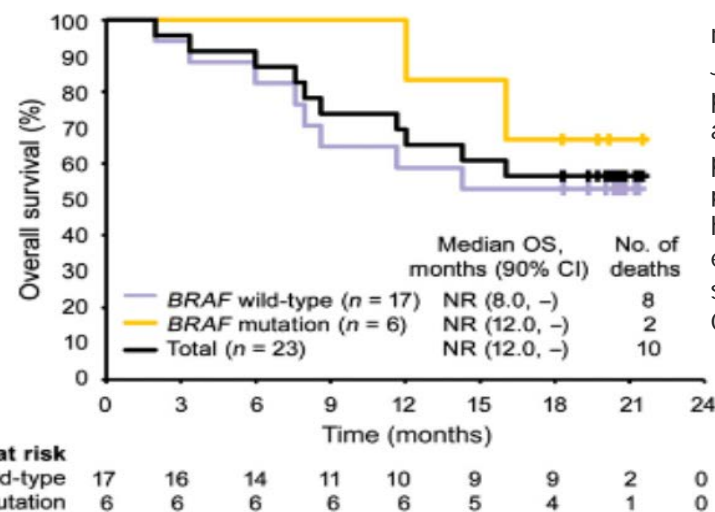 100
90
80
70
60
50
40
30
20
10
0
Overall survival (%)
Median OS, No. of
months (90% CI) deaths
BRAF wild-type (n = 17) NR (8.0, –) 8
BRAF mutation (n = 6) NR (12.0, –) 2
Total (n = 23) NR (12.0, –) 10
0 3 6 9 12 15 18 21 24
Time (months)
at risk
d-type 17 16 14 11 10 9 9 2 0
utation 6 6 6 6 6 5 4 1 0